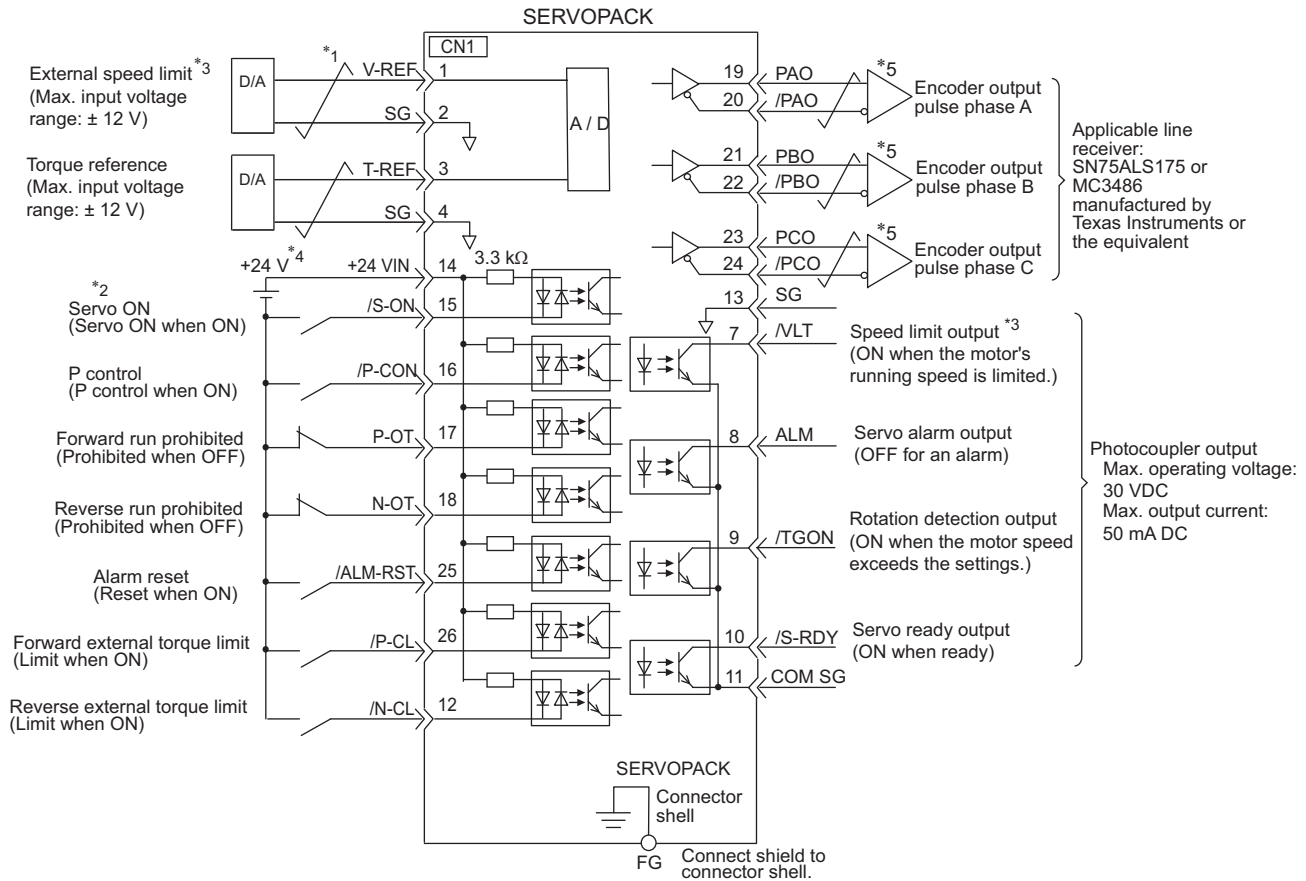 SERVOPACK
CN1
External speed limit *3
(Max. input voltage
range: ± 12 V)
D/A
*1
V-REF
1
SG
2
A / D
Torque reference
(Max. input voltage
range: ± 12 V)
D/A
T-REF
3
SG
4
+24 V *4
+24 VIN
14
3.3 kΩ
*2
Servo ON
(Servo ON when ON)
/S-ON
15
P control
(P control when ON)
/P-CON
16
Forward run prohibited
(Prohibited when OFF)
P-OT
17
Reverse run prohibited
(Prohibited when OFF)
N-OT
18
Alarm reset
(Reset when ON)
/ALM-RST
25
Forward external torque limit
(Limit when ON)
/P-CL
26
Reverse external torque limit
(Limit when ON)
/N-CL
12
19
PAO
20
/PAO
*5
Encoder output
pulse phase A
21
PBO
22
/PBO
*5
Encoder output
pulse phase B
23
PCO
24
/PCO
*5
Encoder output
pulse phase C
Applicable line
receiver:
SN75ALS175 or
MC3486
manufactured by
Texas Instruments or
the equivalent
13
SG
7
/VLT
Speed limit output *3
(ON when the motor's
running speed is limited.)
8
ALM
Servo alarm output
(OFF for an alarm)
9
/TGON
Rotation detection output
(ON when the motor speed
exceeds the settings.)
10
/S-RDY
Servo ready output
(ON when ready)
11
COM SG
Photocoupler output
Max. operating voltage:
30 VDC
Max. output current:
50 mA DC
SERVOPACK
Connector
shell
FG
Connect shield to
connector shell.